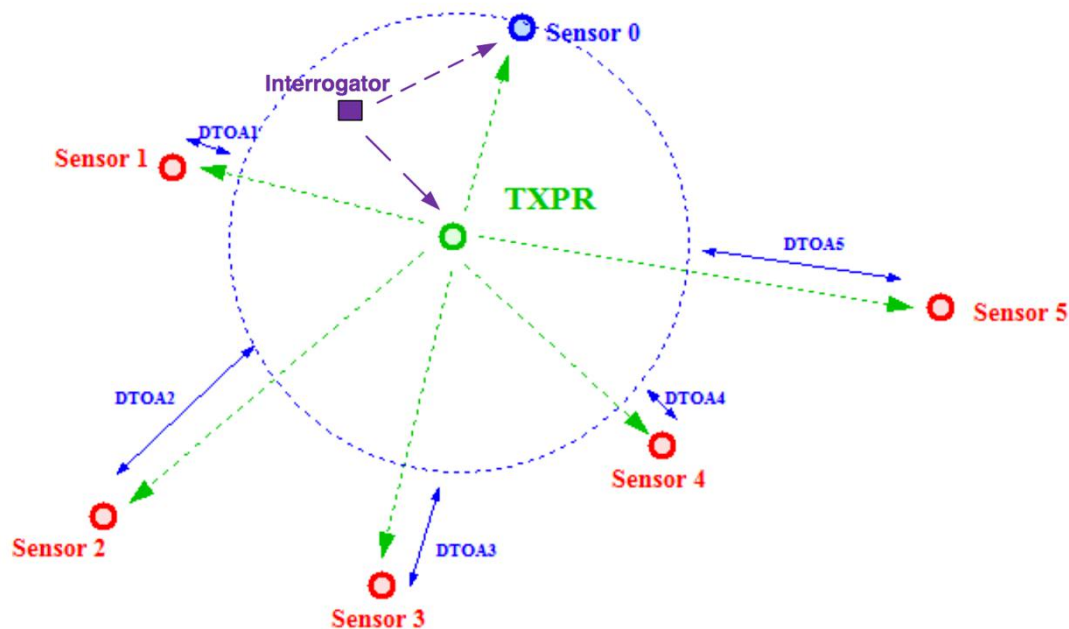 Sensor 0
Interrogator
DTOA1
Sensor 1
TXPR
DTOA5
Sensor 5
DTOA2
DTOA4
Sensor 4
Sensor 2
DTOA3
Sensor 3